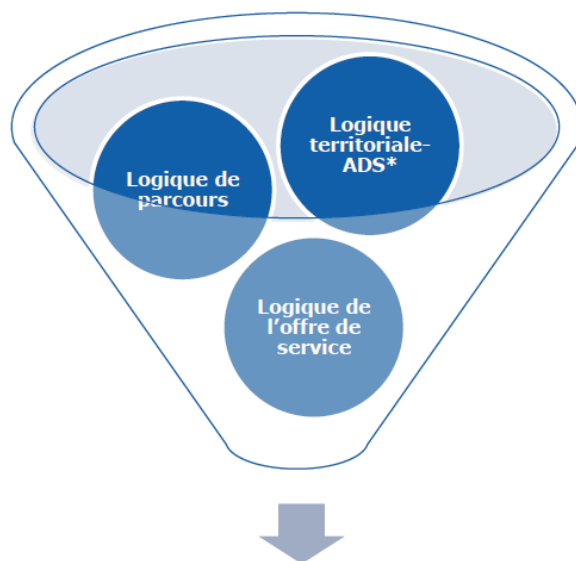 Logique
territoriale-
ADS*
Logique de
parcours
Logique de
l’offre de
service